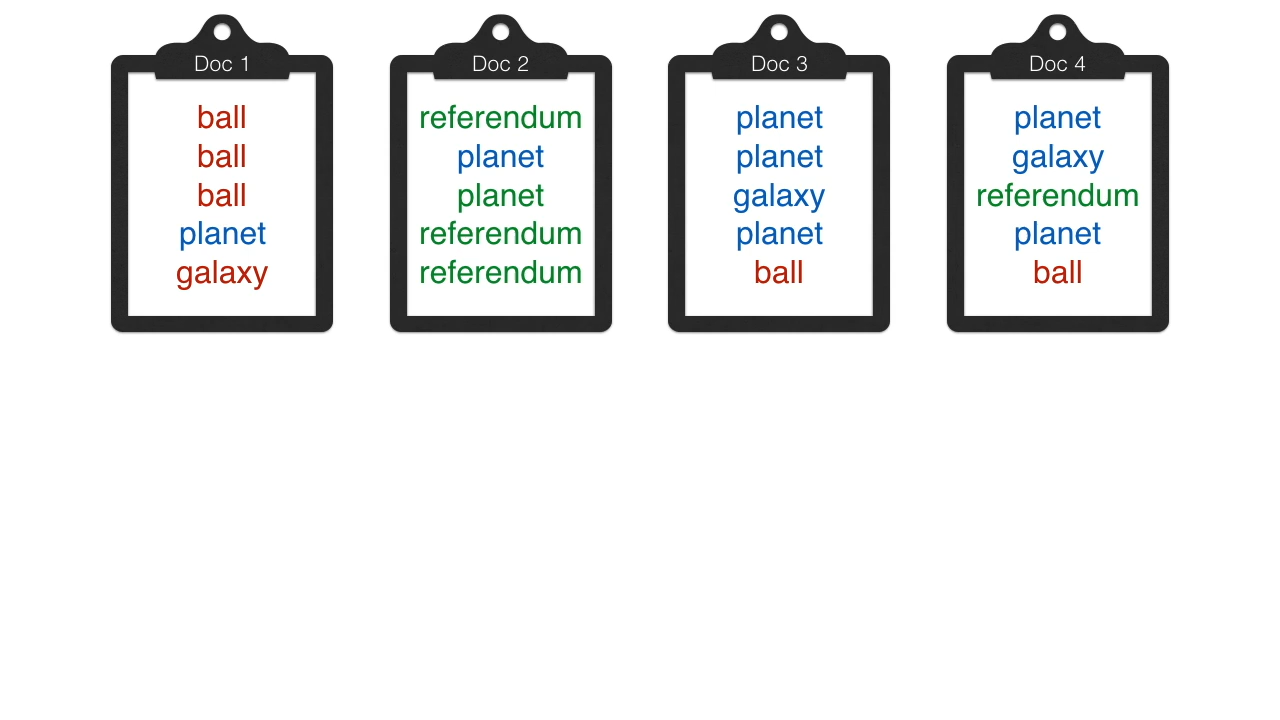 Doc 1
ball
ball
ball
planet
galaxy
Doc 2
referendum
planet
planet
referendum
referendum
Doc 3
planet
planet
galaxy
planet
ball
Doc 4
planet
galaxy
referendum
planet
ball